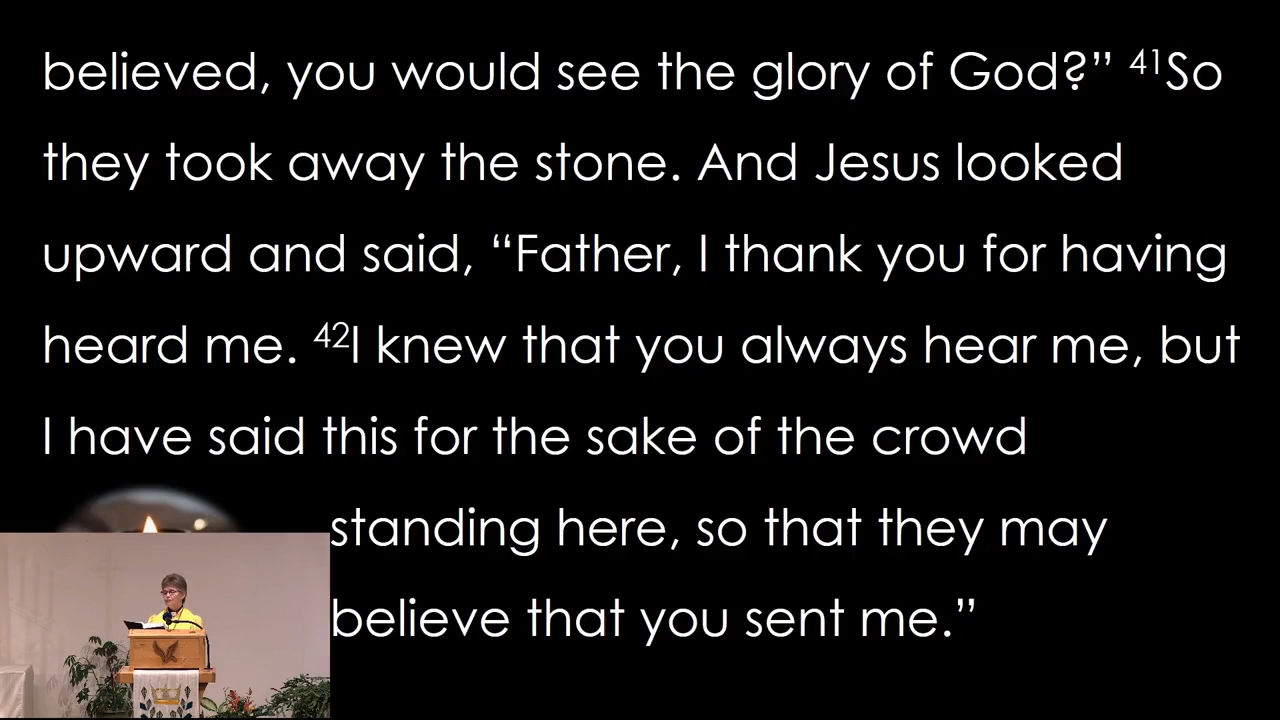 believed, you would see the glory of God?” 41So
they took away the stone. And Jesus looked
upward and said, “Father, I thank you for having
heard me. 42I knew that you always hear me, but
I have said this for the sake of the crowd
standing here, so that they may
believe that you sent me.”